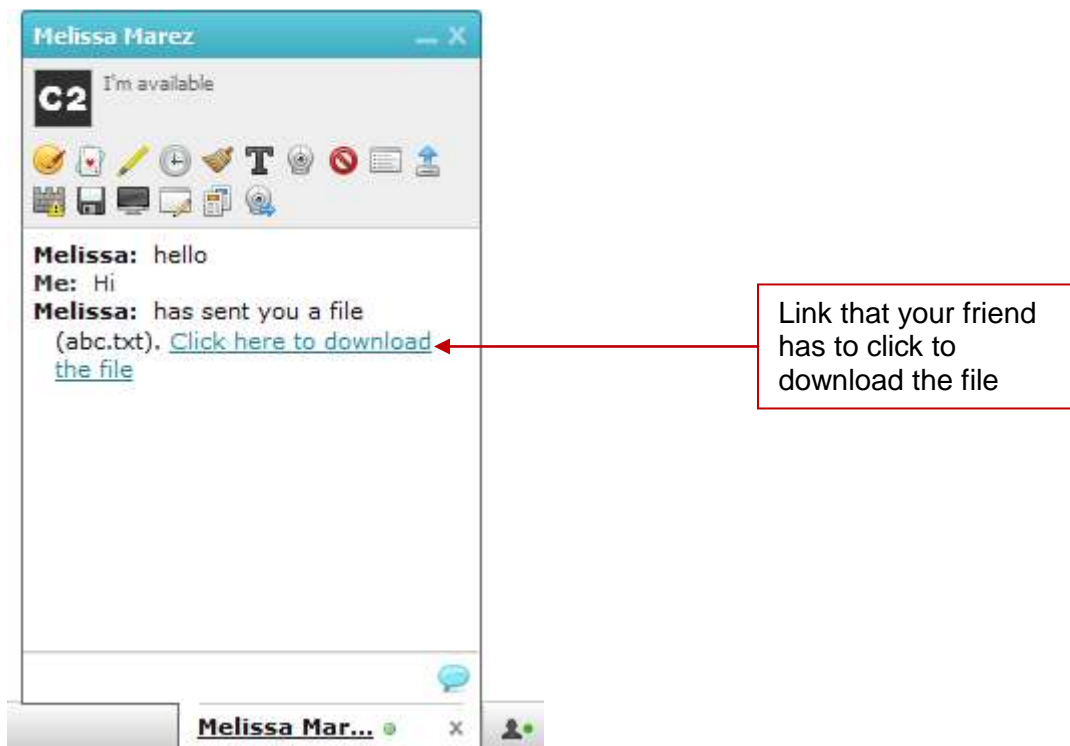 Melissa Marez
C2 I'm available
T
Melissa: hello
Me: Hi
Melissa: has sent you a file
(abc.txt). Click here to download
the file
Link that your friend
has to click to
download the file
Melissa Mar...